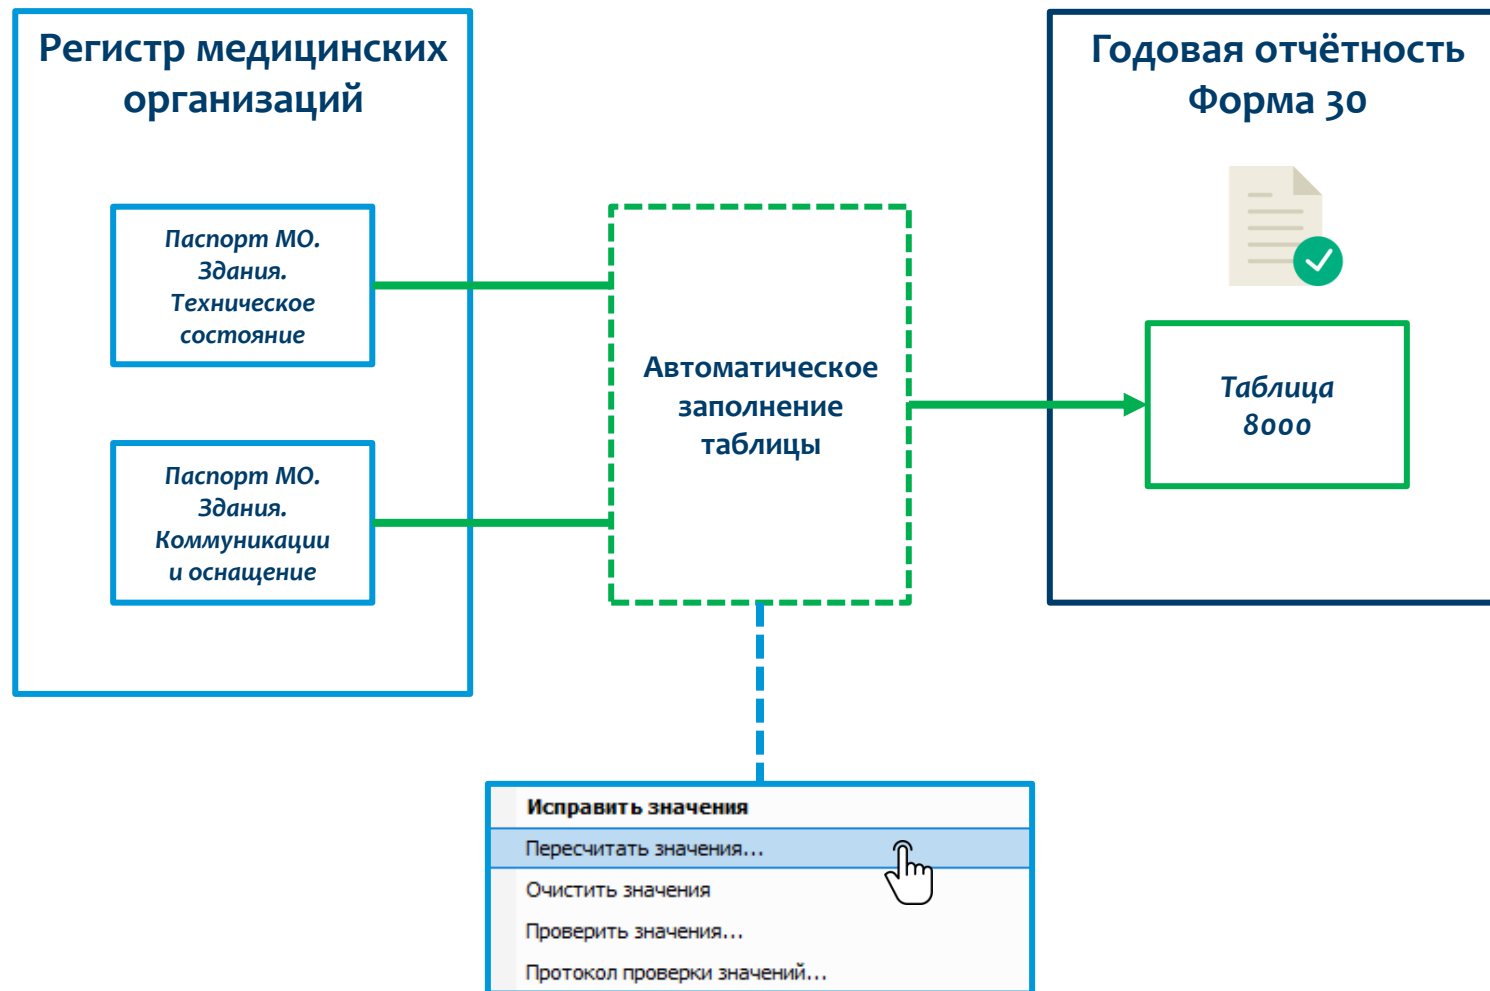 Регистр медицинских
организаций
Паспорт МО.
Здания.
Техническое
состояние
Паспорт МО.
Здания.
Коммуникации
и оснащение
Автоматическое
заполнение
таблицы
Годовая отчётность
Форма 30
Таблица
8000
Исправить значения
Пересчитать значения...
Очистить значения
Проверить значения...
Протокол проверки значений...